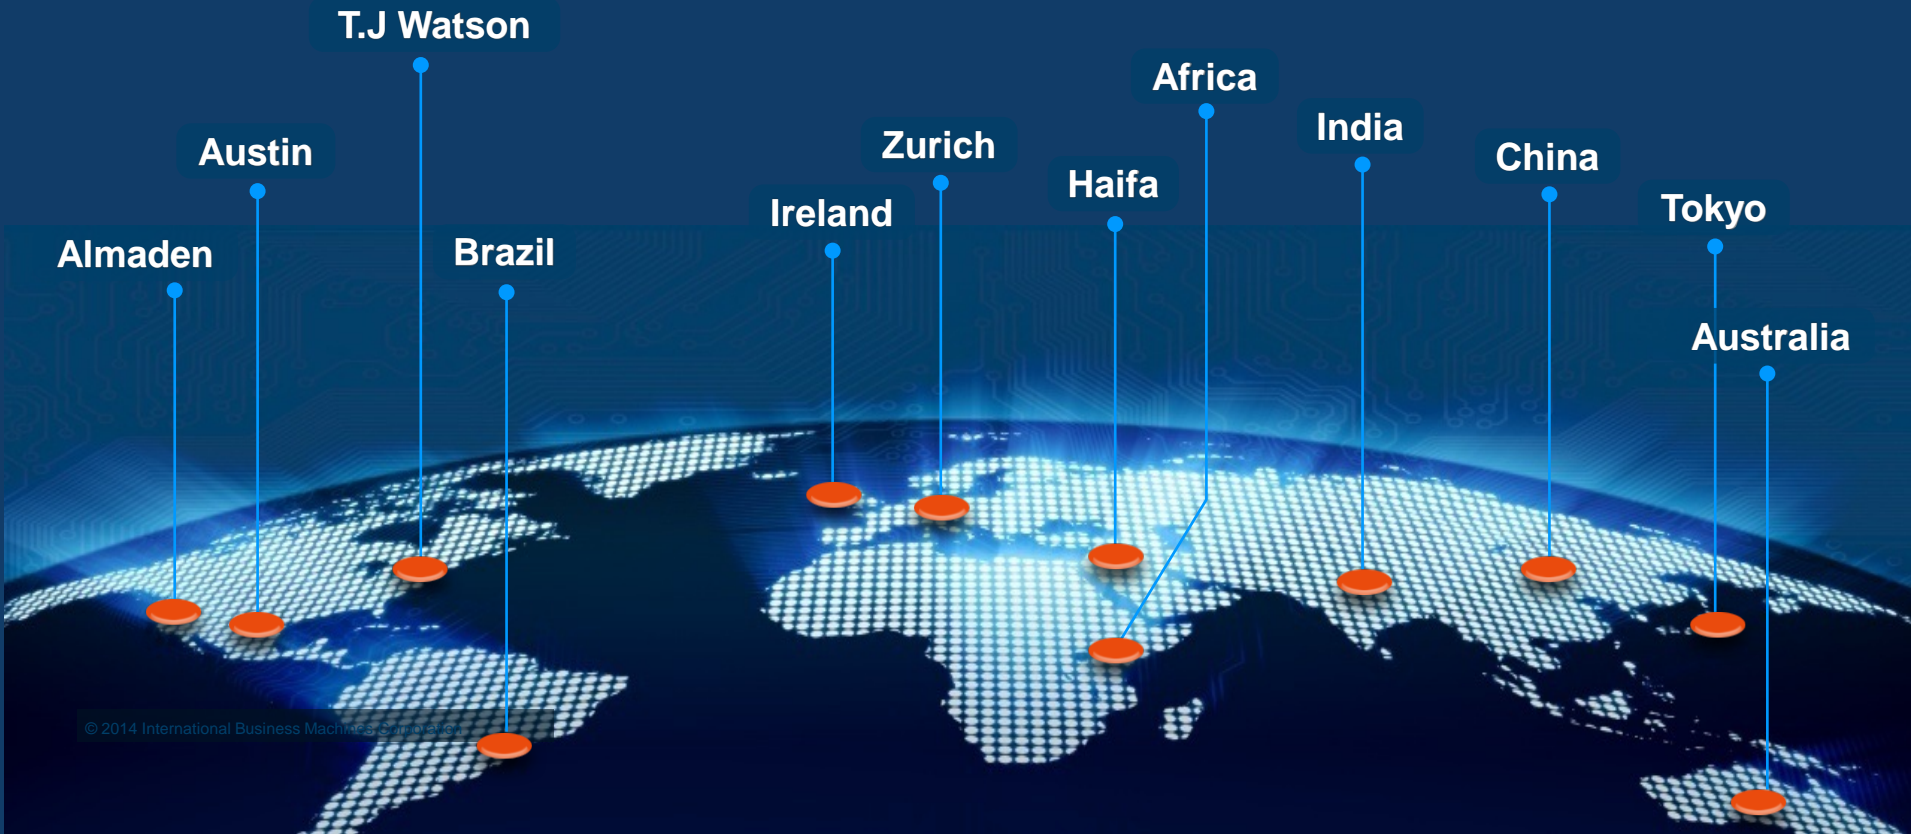 T.J Watson
Africa
India
Austin
Zurich
China
Haifa
Ireland
Tokyo
Almaden
Brazil
Australia
© 2014 International Business Machines Corporation